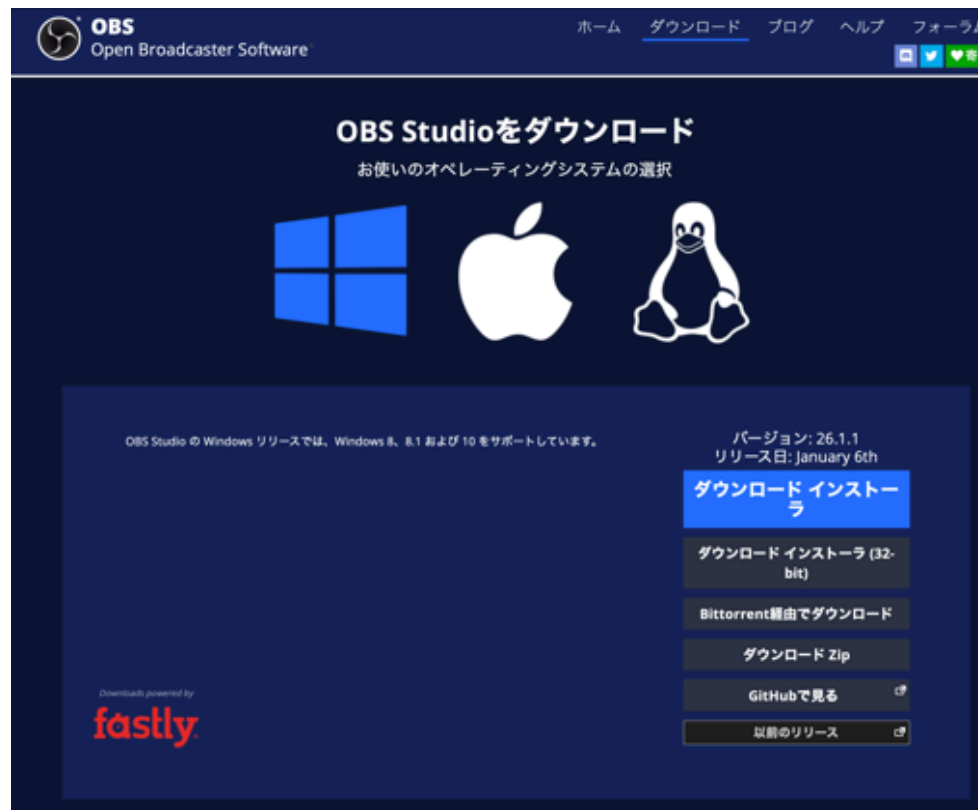 OBS
Open Broadcaster Software
ホーム ダウンロード ブログ ヘルプ フォーラム
寄
OBS Studioをダウンロード
お使いのオペレーティングシステムの選択
OBS Studio の Windows リリースでは、Windows 8、8.1 および 10 をサポートしています。
バージョン: 26.1.1
リリース日: January 6th
ダウンロード インストー
ラ
ダウンロード インストーラ (32-
bit)
Bittorrent経由でダウンロード
ダウンロード Zip
GitHubで見る
以前のリリース
Downloads powered by
fastly